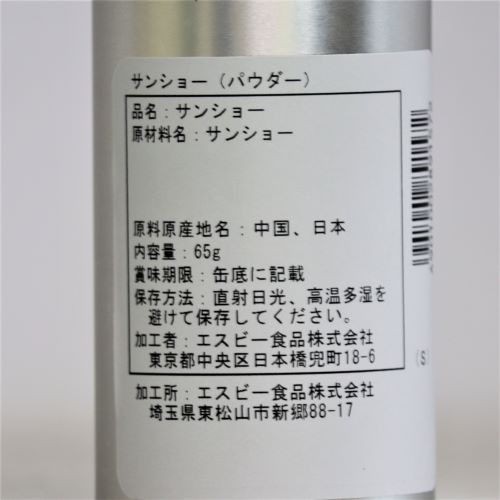 サンショー（パウダー）
品名：サンショー
原材料名：サンショー
原料原産地名：中国、日本
内容量：65g
賞味期限：缶底に記載
保存方法：直射日光、高温多湿を
避けて保存してください。
加工者：エスビー食品株式会社
東京都中央区日本橋兜町18-6
加工所：エスビー食品株式会社
埼玉県東松山市新郷88-17
(S